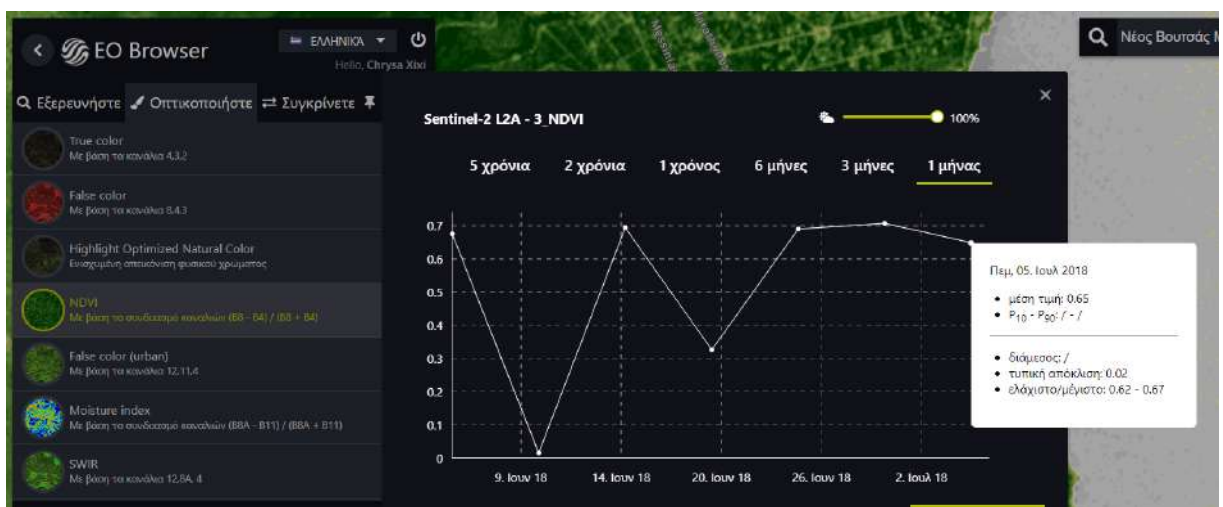 EO Browser
ΕΛΛΗΝΙΚΆ
Hello, Chrysa Xixi
Εξερευνήστε Οπτικοποιήστε Συγκρίνετε
True color
Με βάση τα κανάλια 4,3,2
False color
Με βάση τα κανάλια 8,4,3
Highlight Optimized Natural Color
Ενισχυμένη απεικόνιση φυσικού χρώματος
NDVI
Με βάση το συνδυασμό καναλιών (B8 - B4) / (B8 + B4)
False color (urban)
Με βάση τα κανάλια 12,11,4
Moisture index
Με βάση το συνδυασμό καναλιών (B8A - B11) / (B8A + B11)
SWIR
Με βάση τα κανάλια 12,8A, 4
Messinias
Marathonos
Νέος Βουτσάς
Sentinel-2 L2A - 3_NDVI
100%
5 χρόνια 2 χρόνια 1 χρόνος 6 μήνες 3 μήνες 1 μήνας
0.7
0.6
0.5
0.4
0.3
0.2
0.1
0
9. Ιουν 18 14. Ιουν 18 20. Ιουν 18 26. Ιουν 18 2. Ιουλ 18
Πεμ, 05. Ιουλ 2018
μέση τιμή: 0.65
P10 - P90: / - /
διάμεσος: /
τυπική απόκλιση: 0.02
ελάχιστο/μέγιστο: 0.62 - 0.67